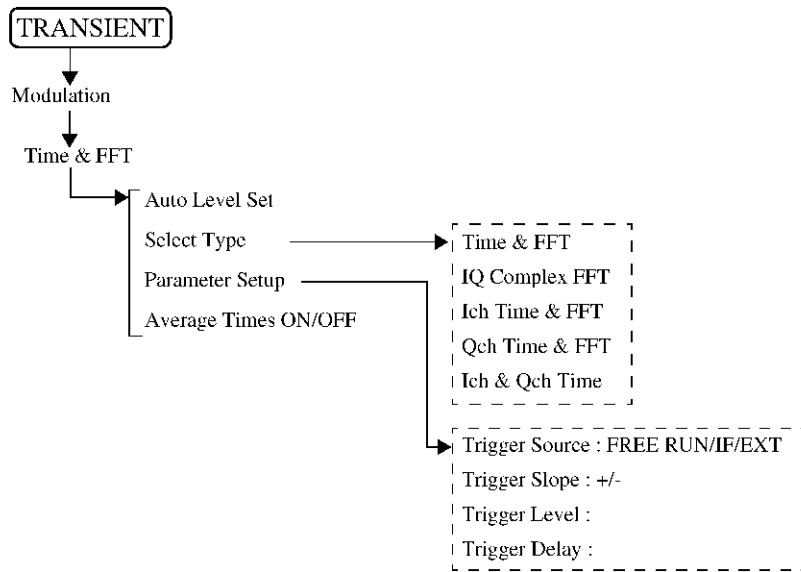 TRANSIENT
Modulation
Time & FFT
Auto Level Set
Select Type
Parameter Setup
Average Times ON/OFF
Time & FFT
IQ Complex FFT
Ich Time & FFT
Qch Time & FFT
Ich & Qch Time
Trigger Source : FREE RUN/IF/EXT
Trigger Slope : +/-
Trigger Level :
Trigger Delay :